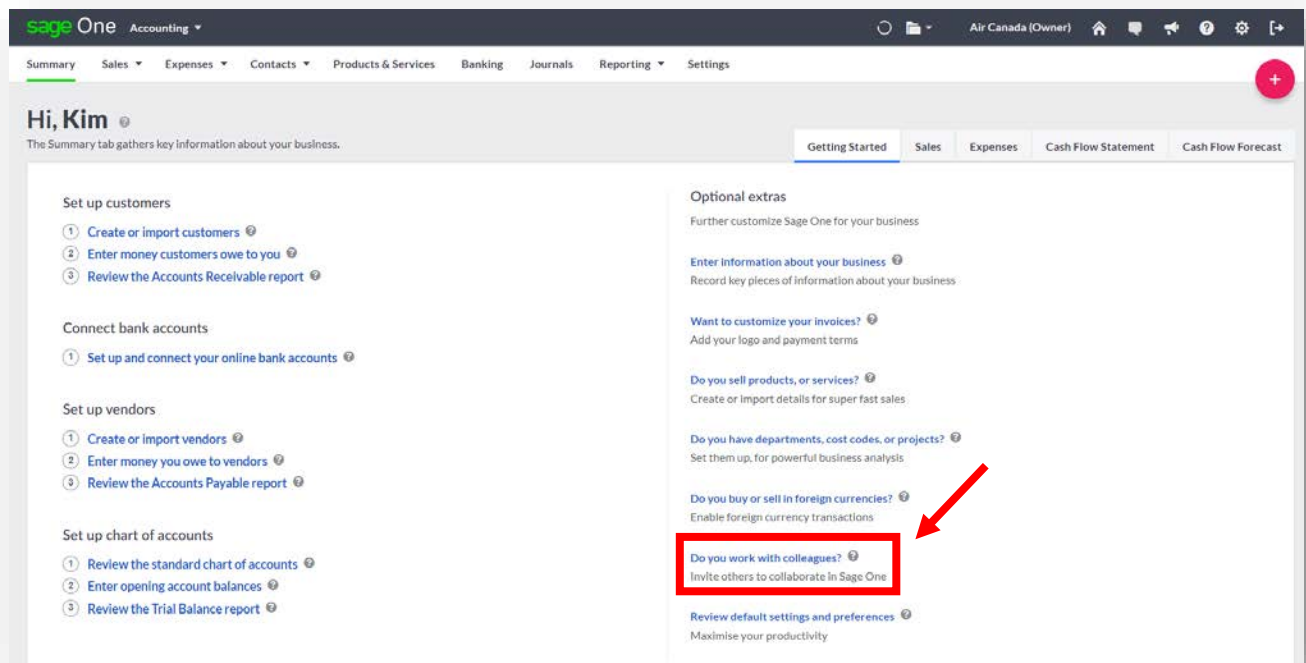 sage One Accounting
Air Canada (Owner)
Summary Sales Expenses Contacts Products & Services Banking Journals Reporting Settings
+
Hi, Kim
The Summary tab gathers key information about your business.
Getting Started Sales Expenses Cash Flow Statement Cash Flow Forecast
Set up customers
1 Create or import customers ?
2 Enter money customers owe to you ?
3 Review the Accounts Receivable report ?
Connect bank accounts
1 Set up and connect your online bank accounts ?
Set up vendors
1 Create or import vendors ?
2 Enter money you owe to vendors ?
3 Review the Accounts Payable report ?
Set up chart of accounts
1 Review the standard chart of accounts ?
2 Enter opening account balances ?
3 Review the Trial Balance report ?
Optional extras
Further customize Sage One for your business
Enter information about your business ?
Record key pieces of information about your business
Want to customize your invoices? ?
Add your logo and payment terms
Do you sell products, or services? ?
Create or import details for super fast sales
Do you have departments, cost codes, or projects? ?
Set them up, for powerful business analysis
Do you buy or sell in foreign currencies? ?
Enable foreign currency transactions
Do you work with colleagues? ?
Invite others to collaborate in Sage One
Review default settings and preferences ?
Maximise your productivity